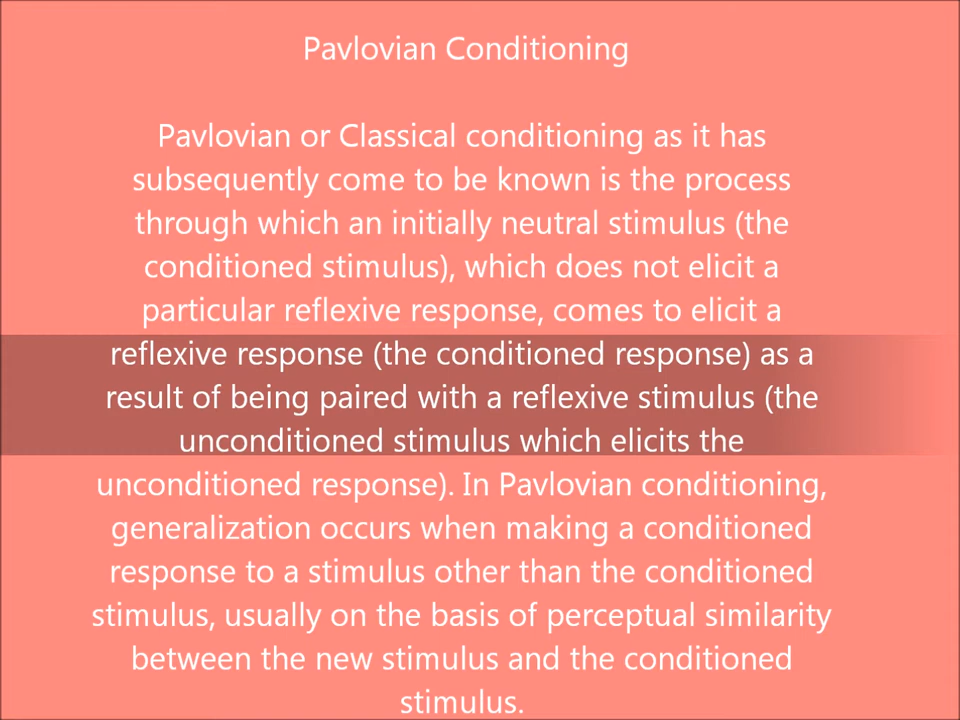 Pavlovian Conditioning
Pavlovian or Classical conditioning as it has
subsequently come to be known is the process
through which an initially neutral stimulus (the
conditioned stimulus), which does not elicit a
particular reflexive response, comes to elicit a
reflexive response (the conditioned response) as a
result of being paired with a reflexive stimulus (the
unconditioned stimulus which elicits the
unconditioned response). In Pavlovian conditioning,
generalization occurs when making a conditioned
response to a stimulus other than the conditioned
stimulus, usually on the basis of perceptual similarity
between the new stimulus and the conditioned
stimulus.